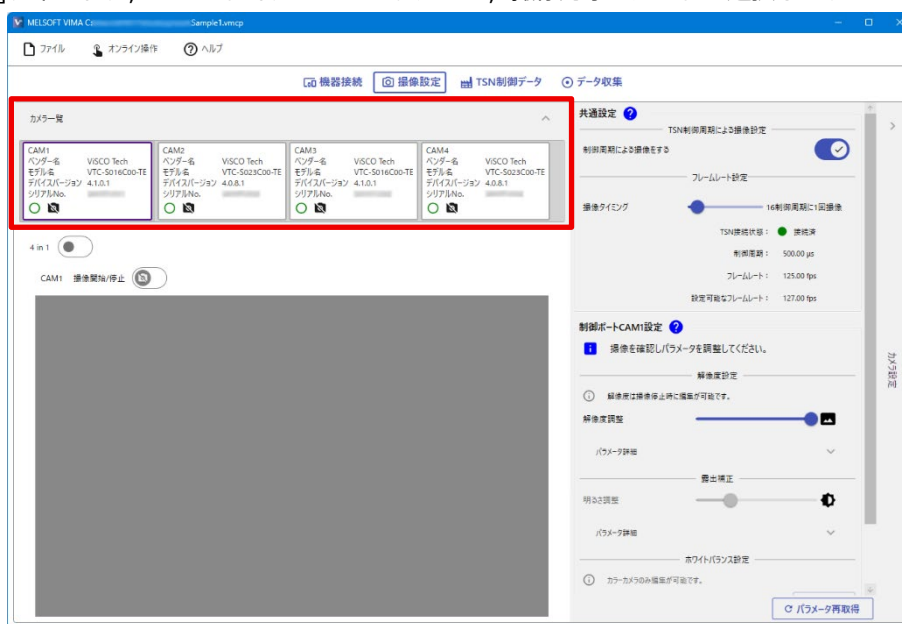 MELSOFT VIMA C:
Sample1.vmcp
ファイル オンライン操作 ヘルプ
機器接続 撮像設定 TSN制御データ データ収集
カメラ一覧
CAM1
ベンダー名 ViSCO Tech
モデル名 VTC-S016C00-TE
デバイスバージョン 4.1.0.1
シリアルNo.
CAM2
ベンダー名 ViSCO Tech
モデル名 VTC-S023C00-TE
デバイスバージョン 4.0.8.1
シリアルNo.
CAM3
ベンダー名 ViSCO Tech
モデル名 VTC-S016C00-TE
デバイスバージョン 4.1.0.1
シリアルNo.
CAM4
ベンダー名 ViSCO Tech
モデル名 VTC-S023C00-TE
デバイスバージョン 4.0.8.1
シリアルNo.
4 in 1
CAM1 撮像開始/停止
共通設定
TSN制御周期による撮像設定
制御周期による撮像をする
フレームレート設定
撮像タイミング 16制御周期に1回撮像
TSN接続状態： 接続済
制御周期： 500.00 μs
フレームレート： 125.00 fps
設定可能なフレームレート： 127.00 fps
制御ポートCAM1設定
撮像を確認しパラメータを調整してください。
解像度設定
解像度は撮像停止時に編集が可能です。
解像度調整
パラメータ詳細
露出補正
明るさ調整
パラメータ詳細
ホワイトバランス設定
カラーカメラのみ編集が可能です。
パラメータ再取得
カメラ設定